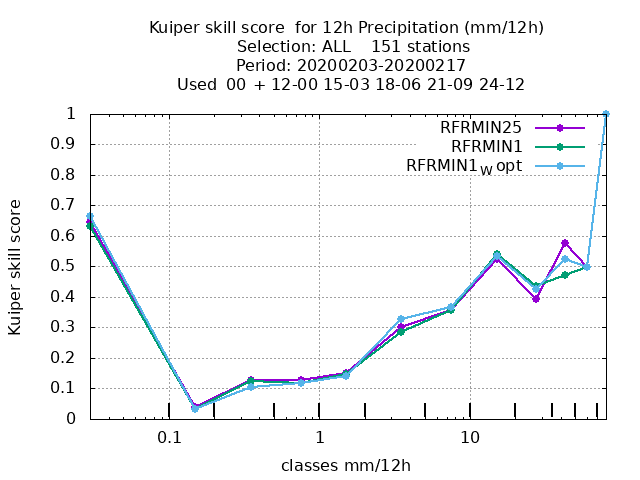 Kuiper skill score  for 12h Precipitation (mm/12h)
Selection: ALL    151 stations
Period: 20200203-20200217
Used  00 + 12-00 15-03 18-06 21-09 24-12
RFRMIN25
RFRMIN1
RFRMIN1W opt
1
0.9
0.8
0.7
0.6
0.5
0.4
0.3
0.2
0.1
0
Kuiper skill score
0.1 1 10
classes mm/12h